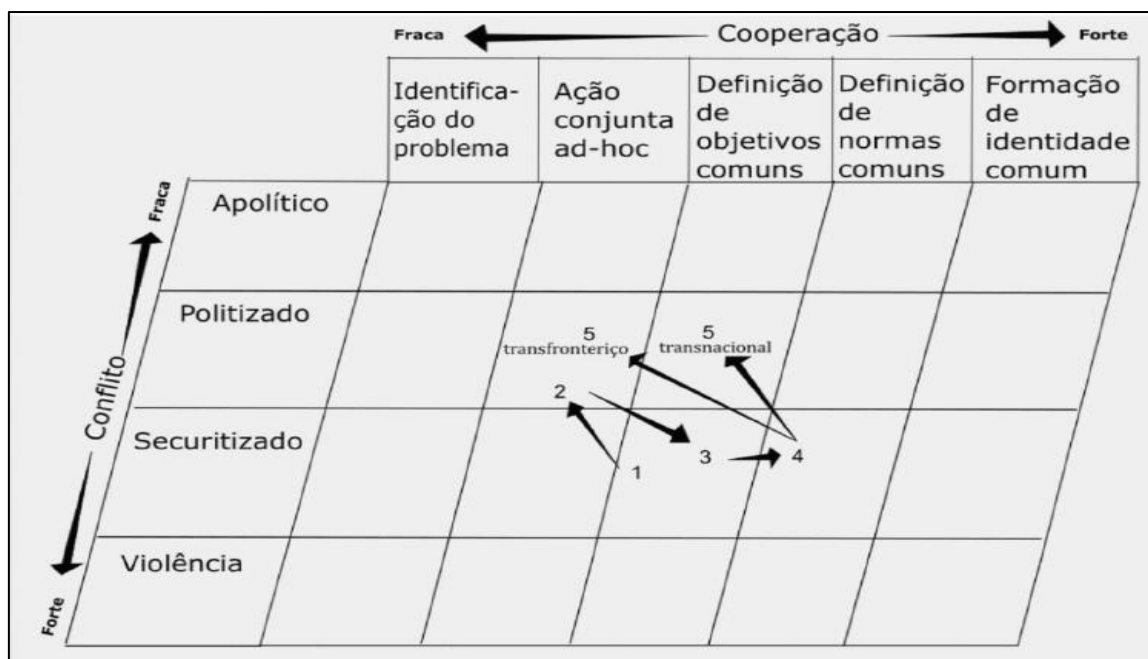 Fraca Cooperação Forte
Identifica-
ção do
problema
Ação
conjunta
ad-hoc
Definição
de
objetivos
comuns
Definição
de
normas
comuns
Formação
de
identidade
comum
Fraca
Conflito
Forte
Apolítico
Politizado
5
transfronteriço
5
transnacional
2
Securitizado
1
3
4
Violência